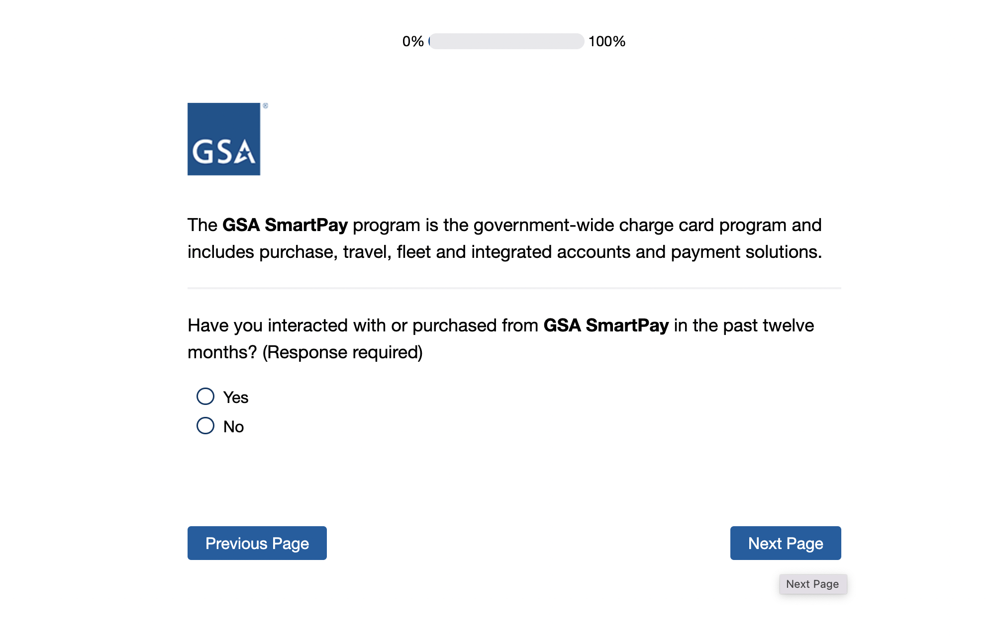 0% 100%
GSA ®
The GSA SmartPay program is the government-wide charge card program and
includes purchase, travel, fleet and integrated accounts and payment solutions.
Have you interacted with or purchased from GSA SmartPay in the past twelve
months? (Response required)
Yes
No
Previous Page Next Page
Next Page